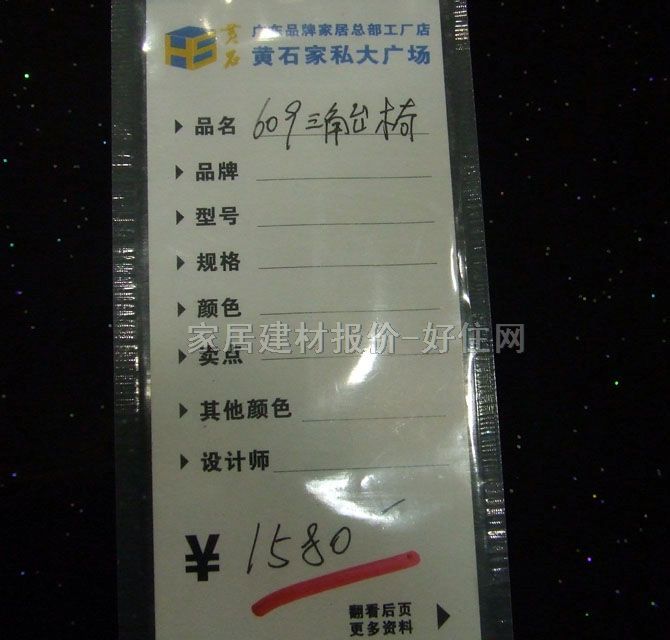 HS 黄石 广东品牌家居总部工厂店
黄石家私大广场
品名 609三角台椅
品牌
型号
规格
颜色
家居建材报价-好住网
卖点
其他颜色
设计师
¥ 1580
翻看后页
更多资料